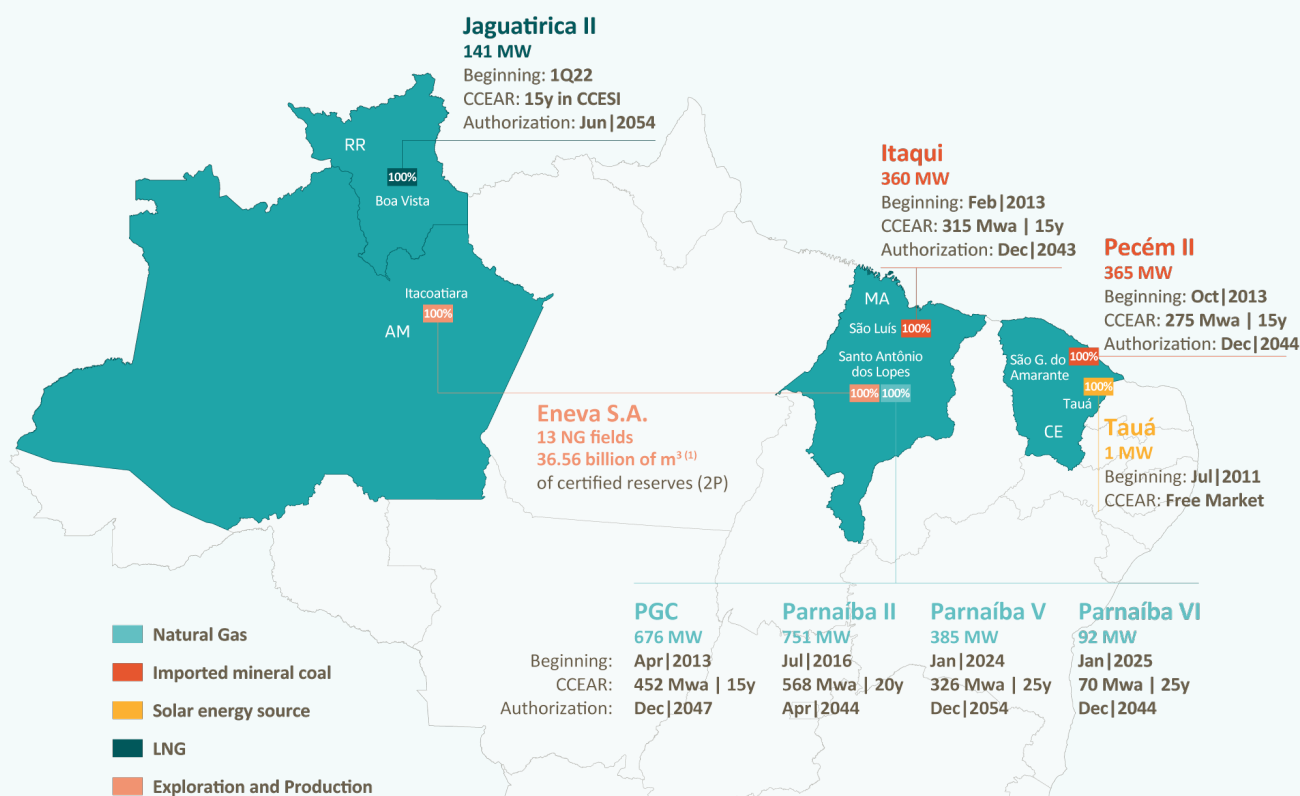 Jaguatirica II
141 MW
Beginning: 1Q22
CCEAR: 15y in CCESI
Authorization: Jun|2054
RR
100%
Boa Vista
Itacoatiara
100%
AM
Itaqui
360 MW
Beginning: Feb|2013
CCEAR: 315 Mwa | 15y
Authorization: Dec|2043
Pecém II
365 MW
Beginning: Oct|2013
CCEAR: 275 Mwa | 15y
Authorization: Dec|2044
MA
São Luís 100%
Santo Antônio
dos Lopes
100% 100%
São G. do
Amarante
100%
100%
Tauá
CE
Eneva S.A.
13 NG fields
36.56 billion of m³ (1)
of certified reserves (2P)
Tauá
1 MW
Beginning: Jul|2011
CCEAR: Free Market
PGC Parnaíba II Parnaíba V Parnaíba VI
676 MW 751 MW 385 MW 92 MW
Beginning: Apr|2013 Jul|2016 Jan|2024 Jan|2025
CCEAR: 452 Mwa | 15y 568 Mwa | 20y 326 Mwa | 25y 70 Mwa | 25y
Authorization: Dec|2047 Apr|2044 Dec|2054 Dec|2044
Natural Gas
Imported mineral coal
Solar energy source
LNG
Exploration and Production